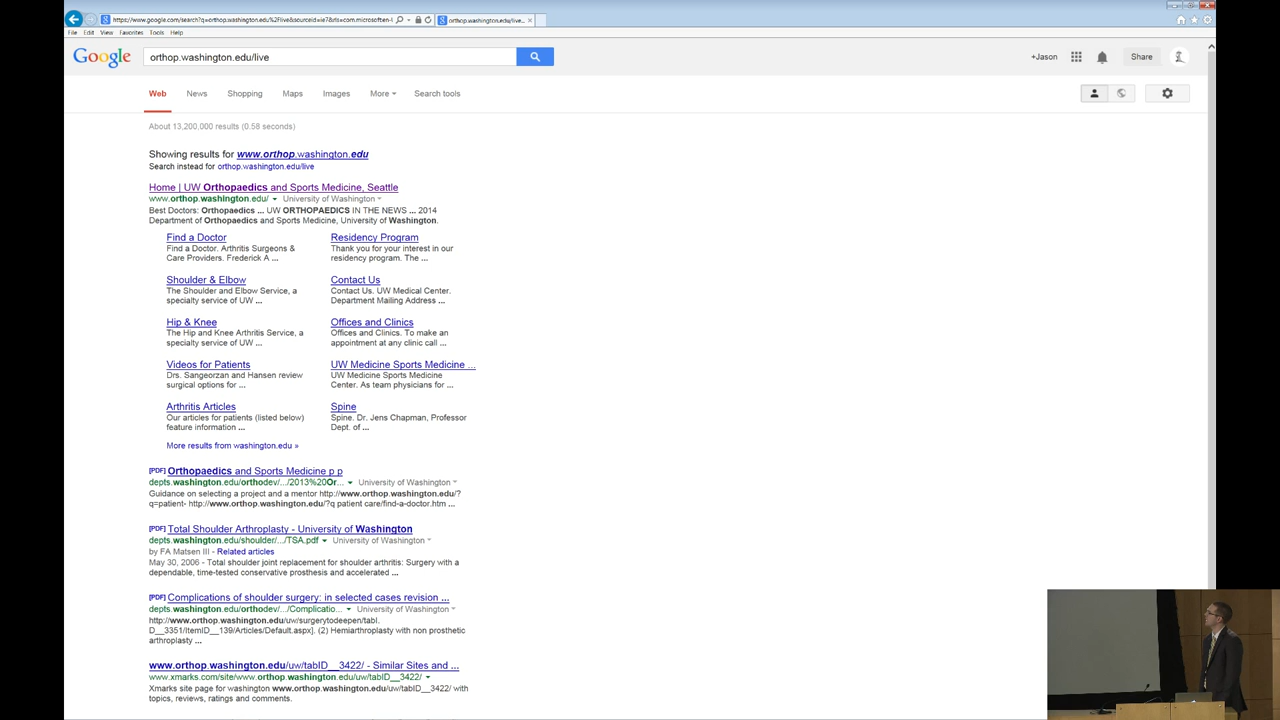 https://www.google.com/search?q=orthop.washington.edu%2Flive&sourceid=ie7&rls=com.microsoft:en-
orthop.washington.edu/live...
File Edit View Favorites Tools Help
Google
orthop.washington.edu/live
+Jason
Share
Web News Shopping Maps Images More Search tools
About 13,200,000 results (0.58 seconds)
Showing results for www.orthop.washington.edu
Search instead for orthop.washington.edu/live
Home | UW Orthopaedics and Sports Medicine, Seattle
www.orthop.washington.edu/ University of Washington
Best Doctors: Orthopaedics ... UW ORTHOPAEDICS IN THE NEWS ... 2014
Department of Orthopaedics and Sports Medicine, University of Washington.
Find a Doctor
Find a Doctor. Arthritis Surgeons &
Care Providers. Frederick A ...
Residency Program
Thank you for your interest in our
residency program. The ...
Shoulder & Elbow
The Shoulder and Elbow Service, a
specialty service of UW ...
Contact Us
Contact Us. UW Medical Center.
Department Mailing Address ...
Hip & Knee
The Hip and Knee Arthritis Service, a
specialty service of UW ...
Offices and Clinics
Offices and Clinics. To make an
appointment at any clinic call ...
Videos for Patients
Drs. Sangeorzan and Hansen review
surgical options for ...
UW Medicine Sports Medicine ...
UW Medicine Sports Medicine
Center. As team physicians for ...
Arthritis Articles
Our articles for patients (listed below)
feature information ...
Spine
Spine. Dr. Jens Chapman, Professor
Dept. of ...
More results from washington.edu »
[PDF] Orthopaedics and Sports Medicine p p
depts.washington.edu/orthodev/.../2013%20Or... University of Washington
Guidance on selecting a project and a mentor http://www.orthop.washington.edu/?
q=patient- http://www.orthop.washington.edu/?q patient care/find-a-doctor.htm ...
[PDF] Total Shoulder Arthroplasty - University of Washington
depts.washington.edu/shoulder/.../TSA.pdf University of Washington
by FA Matsen III - Related articles
May 30, 2006 - Total shoulder joint replacement for shoulder arthritis: Surgery with a
dependable, time-tested conservative prosthesis and accelerated ...
[PDF] Complications of shoulder surgery: in selected cases revision ...
depts.washington.edu/orthodev/.../Complicatio... University of Washington
http://www.orthop.washington.edu/uw/surgerytodeepen/tabI.
D__3351/ItemID__139/Articles/Default.aspx]. (2) Hemiarthroplasty with non prosthetic
arthroplasty ...
www.orthop.washington.edu/uw/tabID__3422/ - Similar Sites and ...
www.xmarks.com/site/www.orthop.washington.edu/uw/tabID__3422/
Xmarks site page for washington www.orthop.washington.edu/uw/tabID__3422/ with
topics, reviews, ratings and comments.